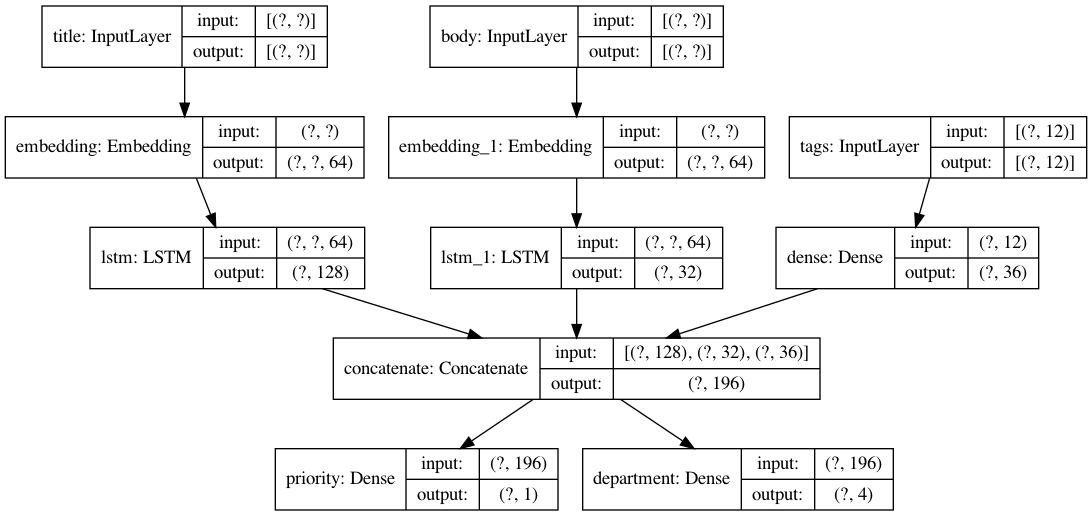 title: InputLayer
input:
[(?, ?)]
output:
[(?, ?)]
body: InputLayer
input:
[(?, ?)]
output:
[(?, ?)]
embedding: Embedding
input:
(?, ?)
output:
(?, ?, 64)
embedding_1: Embedding
input:
(?, ?)
output:
(?, ?, 64)
tags: InputLayer
input:
[(?, 12)]
output:
[(?, 12)]
lstm: LSTM
input:
(?, ?, 64)
output:
(?, 128)
lstm_1: LSTM
input:
(?, ?, 64)
output:
(?, 32)
dense: Dense
input:
(?, 12)
output:
(?, 36)
concatenate: Concatenate
input:
[(?, 128), (?, 32), (?, 36)]
output:
(?, 196)
priority: Dense
input:
(?, 196)
output:
(?, 1)
department: Dense
input:
(?, 196)
output:
(?, 4)